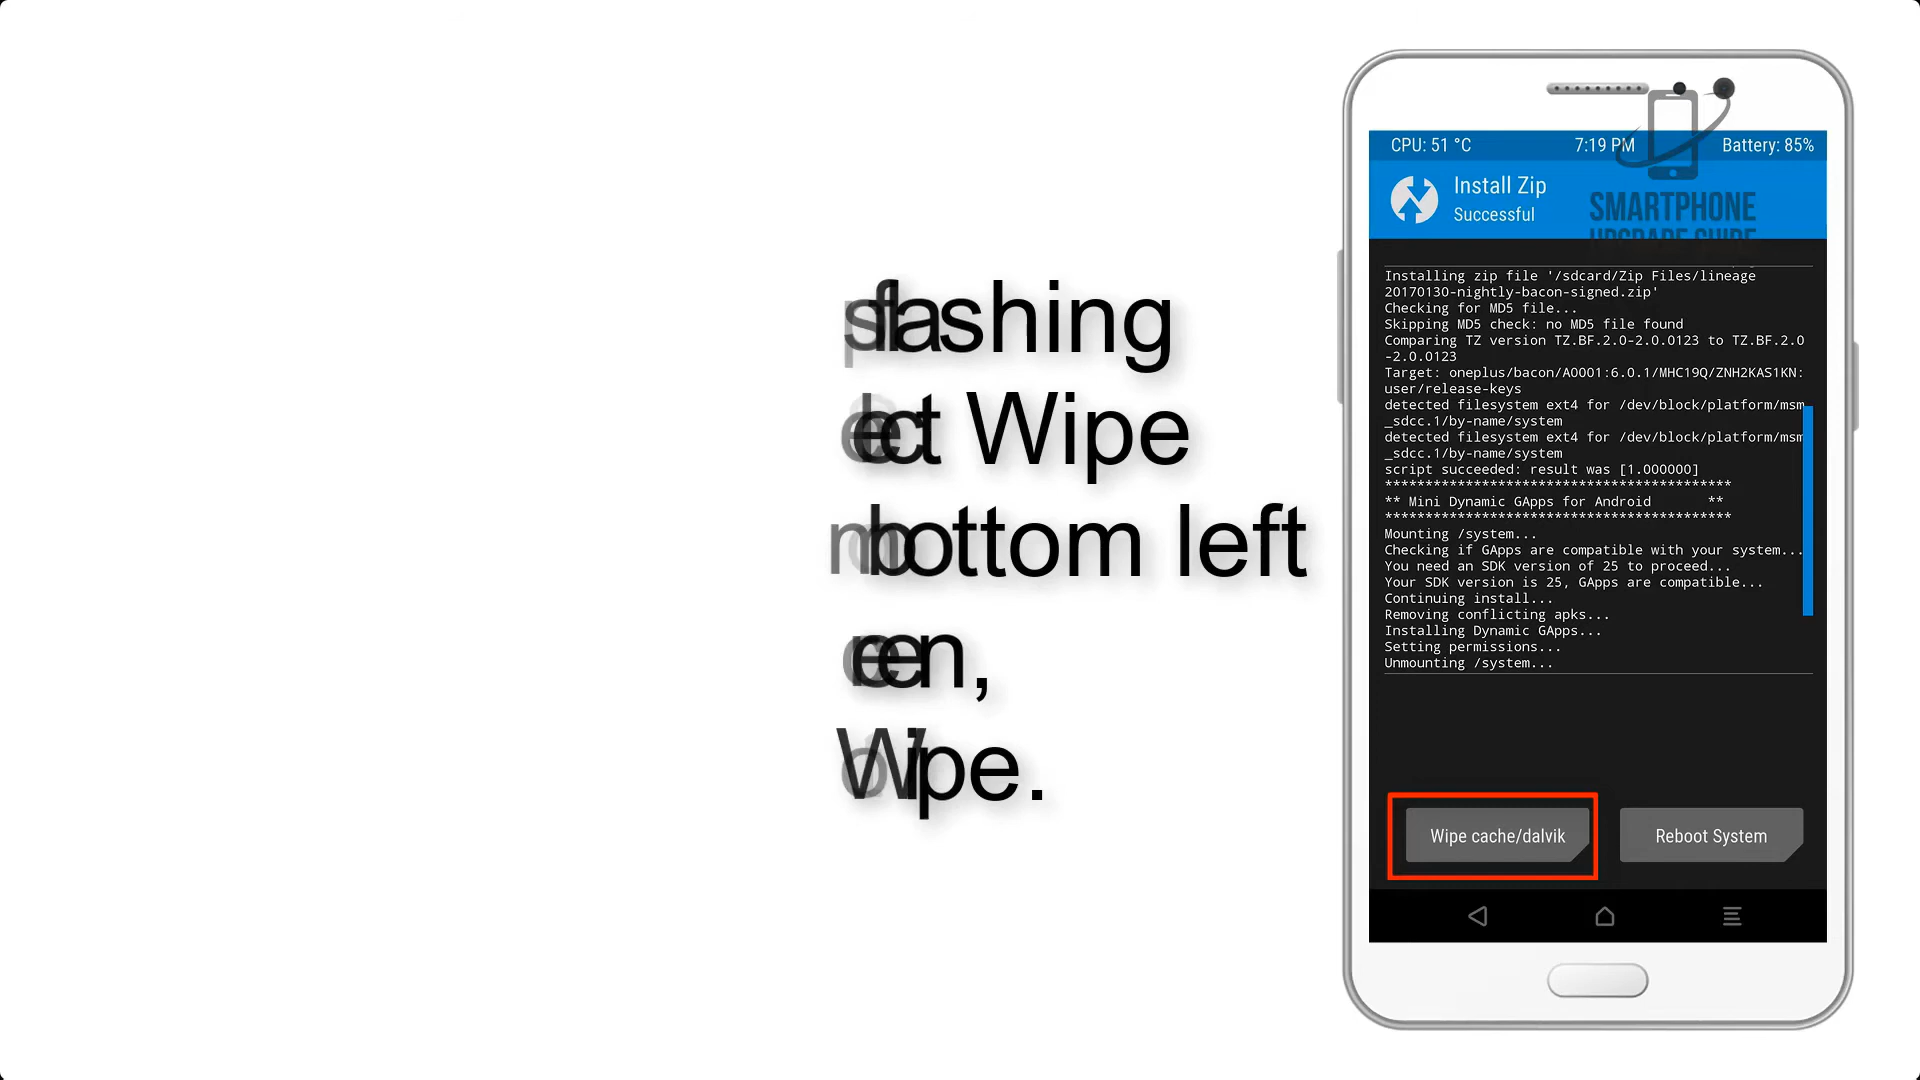 flashing
Wipe
bottom left
Wipe.
CPU: 51 °C 7:19 PM Battery: 85%
Install Zip
Successful
SMARTPHONE
UPGRADE GUIDE
Installing zip file '/sdcard/Zip Files/lineage
20170130-nightly-bacon-signed.zip'
Checking for MD5 file...
Skipping MD5 check: no MD5 file found
Comparing TZ version TZ.BF.2.0-2.0.0123 to TZ.BF.2.0
-2.0.0123
Target: oneplus/bacon/A0001:6.0.1/MHC19Q/ZNH2KAS1KN:
user/release-keys
detected filesystem ext4 for /dev/block/platform/msm
_sdcc.1/by-name/system
detected filesystem ext4 for /dev/block/platform/msm
_sdcc.1/by-name/system
script succeeded: result was [1.000000]
*******************************************
** Mini Dynamic GApps for Android **
*******************************************
Mounting /system...
Checking if GApps are compatible with your system...
You need an SDK version of 25 to proceed...
Your SDK version is 25, GApps are compatible...
Continuing install...
Removing conflicting apks...
Installing Dynamic GApps...
Setting permissions...
Unmounting /system...
Wipe cache/dalvik
Reboot System